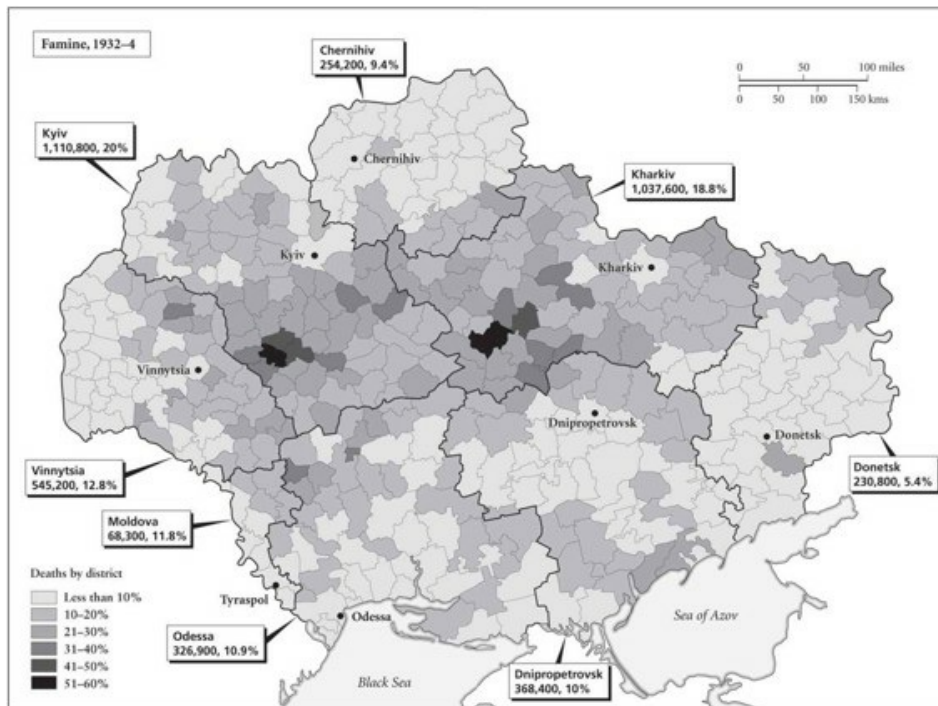 Famine, 1932–4
Chernihiv
254,200, 9.4%
0 50 100 miles
0 50 100 150 kms
Kyiv
1,110,800, 20%
Chernihiv
Kharkiv
1,037,600, 18.8%
Kyiv
Kharkiv
Vinnytsia
Dnipropetrovsk
Donetsk
Vinnytsia
545,200, 12.8%
Donetsk
230,800, 5.4%
Moldova
68,300, 11.8%
Deaths by district
Less than 10%
10–20%
21–30%
31–40%
41–50%
51–60%
Tyraspol
Odessa
Sea of Azov
Odessa
326,900, 10.9%
Black Sea
Dnipropetrovsk
368,400, 10%